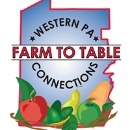 ★WESTERN PA★
FARM TO TABLE
CONNECTIONS